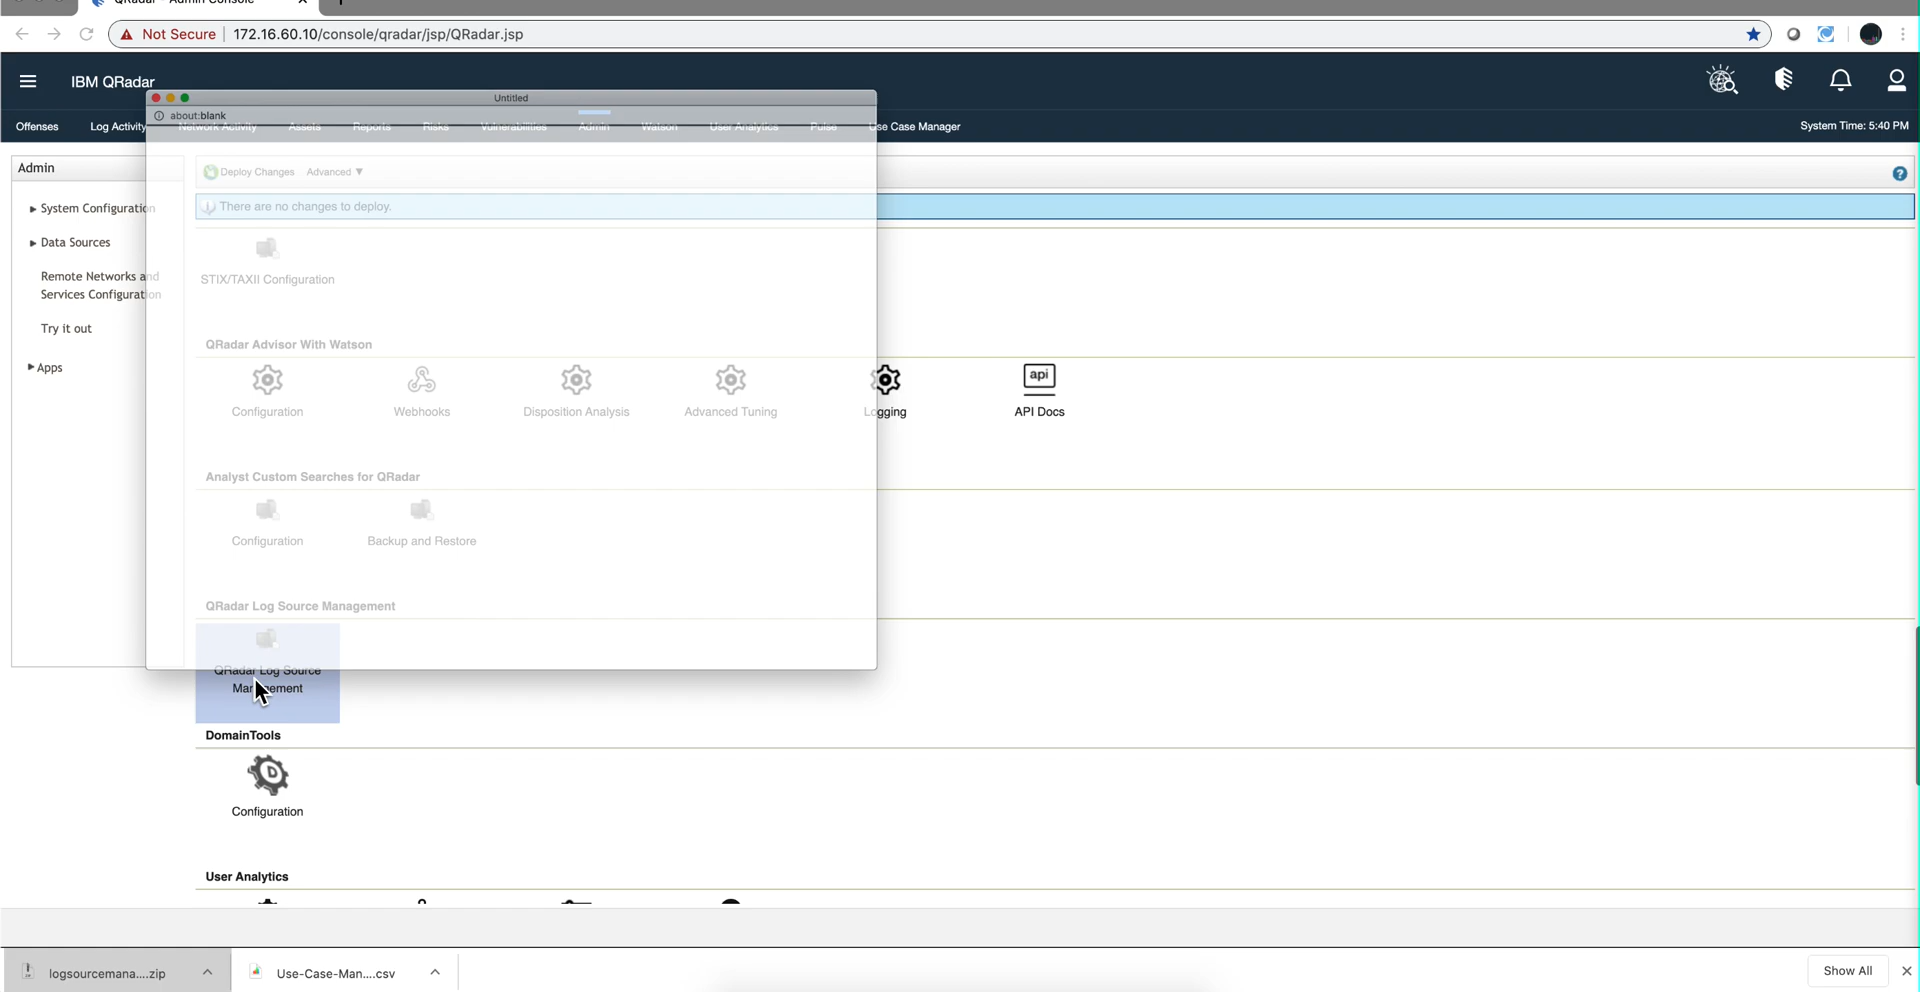 QRadar - Admin Console
Not Secure
172.16.60.10/console/qradar/jsp/QRadar.jsp
IBM QRadar
Untitled
about:blank
Offenses
Log Activity
Network Activity
Assets
Reports
Risks
Vulnerabilities
Admin
Watson
User Analytics
Pulse
Use Case Manager
System Time: 5:40 PM
Admin
System Configuration
Data Sources
Remote Networks and
Services Configuration
Try it out
Apps
Deploy Changes
Advanced ▼
There are no changes to deploy.
STIX/TAXII Configuration
QRadar Advisor With Watson
Configuration
Webhooks
Disposition Analysis
Advanced Tuning
Logging
api
API Docs
Analyst Custom Searches for QRadar
Configuration
Backup and Restore
QRadar Log Source Management
QRadar Log Source
Management
DomainTools
Configuration
User Analytics
logsourcemana....zip
Use-Case-Man....csv
Show All